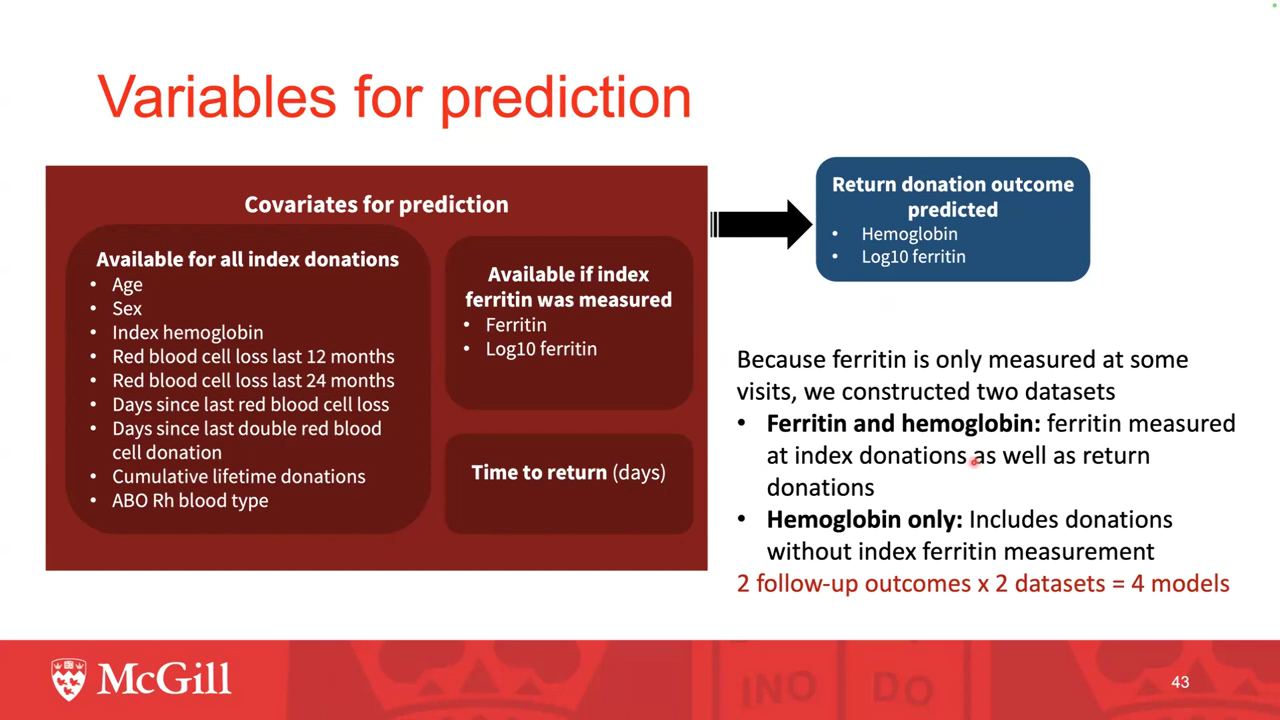 Variables for prediction
Covariates for prediction
Available for all index donations
• Age
• Sex
• Index hemoglobin
• Red blood cell loss last 12 months
• Red blood cell loss last 24 months
• Days since last red blood cell loss
• Days since last double red blood
cell donation
• Cumulative lifetime donations
• ABO Rh blood type
Available if index
ferritin was measured
• Ferritin
• Log10 ferritin
Time to return (days)
Return donation outcome
predicted
• Hemoglobin
• Log10 ferritin
Because ferritin is only measured at some
visits, we constructed two datasets
• Ferritin and hemoglobin: ferritin measured
at index donations as well as return
donations
• Hemoglobin only: Includes donations
without index ferritin measurement
2 follow-up outcomes x 2 datasets = 4 models
McGill
INO DO
43